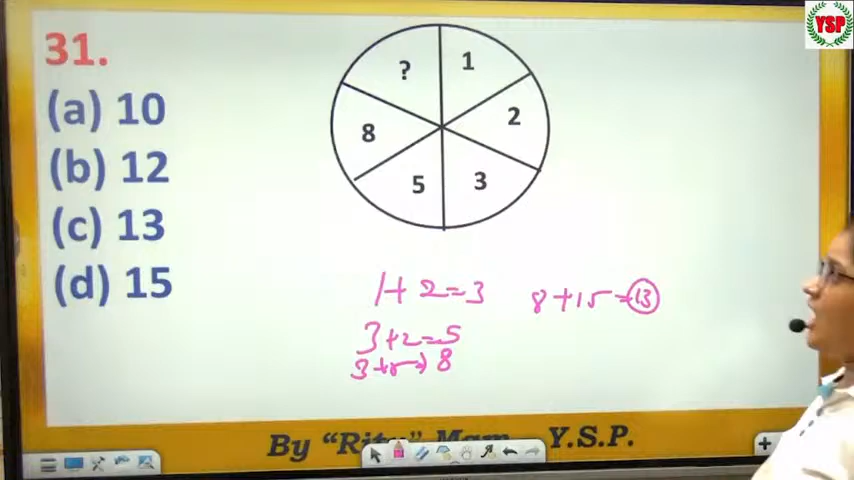 YSP
31.
(a) 10
(b) 12
(c) 13
(d) 15
? 1
8 2
5 3
1+ 2=3
3+2=5
3+5→8
8+15→13
By "Ritu" Mam Y.S.P.